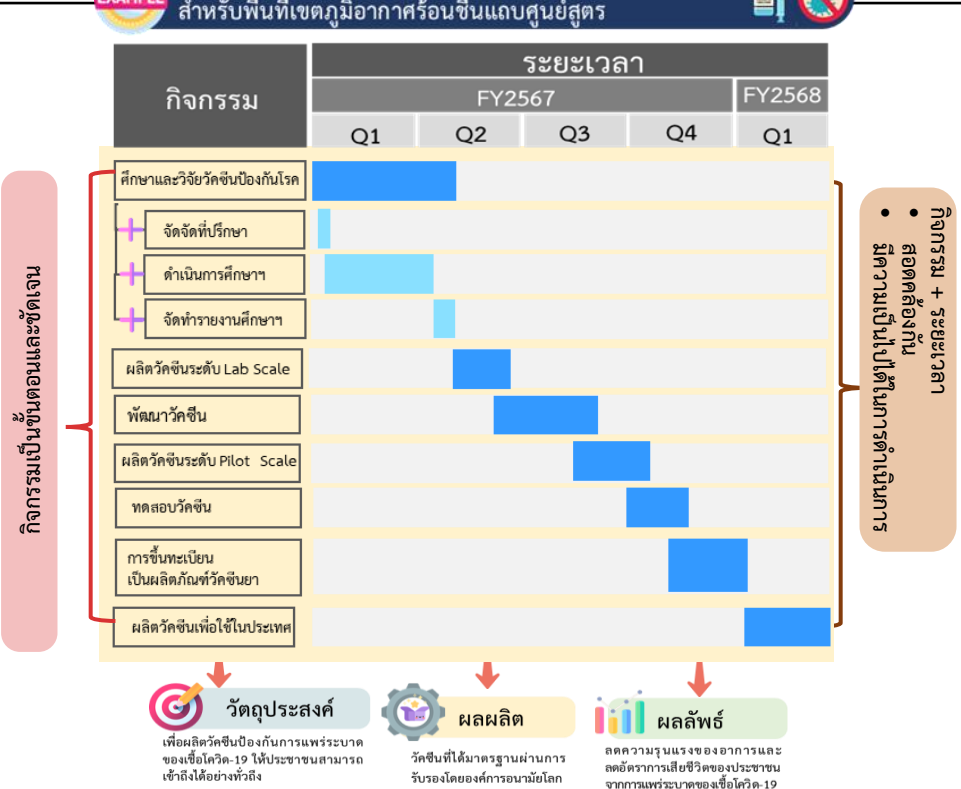 EXAMPLE
สำหรับพื้นที่เขตภูมิอากาศร้อนชื้นแถบศูนย์สูตร
กิจกรรม
ระยะเวลา
FY2567
FY2568
Q1
Q2
Q3
Q4
Q1
ศึกษาและวิจัยวัคซีนป้องกันโรค
จัดจัดที่ปรึกษา
ดำเนินการศึกษาฯ
จัดทำรายงานศึกษาฯ
ผลิตวัคซีนระดับ Lab Scale
พัฒนาวัคซีน
ผลิตวัคซีนระดับ Pilot Scale
ทดสอบวัคซีน
การขึ้นทะเบียน
เป็นผลิตภัณฑ์วัคซีนยา
ผลิตวัคซีนเพื่อใช้ในประเทศ
กิจกรรมเป็นขั้นตอนและชัดเจน
กิจกรรม + ระยะเวลา
• สอดคล้องกัน
• มีความเป็นไปได้ในการดำเนินการ
วัตถุประสงค์
เพื่อผลิตวัคซีนป้องกันการแพร่ระบาด
ของเชื้อโควิด-19 ให้ประชาชนสามารถ
เข้าถึงได้อย่างทั่วถึง
ผลผลิต
วัคซีนที่ได้มาตรฐานผ่านการ
รับรองโดยองค์การอนามัยโลก
ผลลัพธ์
ลดความรุนแรงของอาการและ
ลดอัตราการเสียชีวิตของประชาชน
จากการแพร่ระบาดของเชื้อโควิด-19